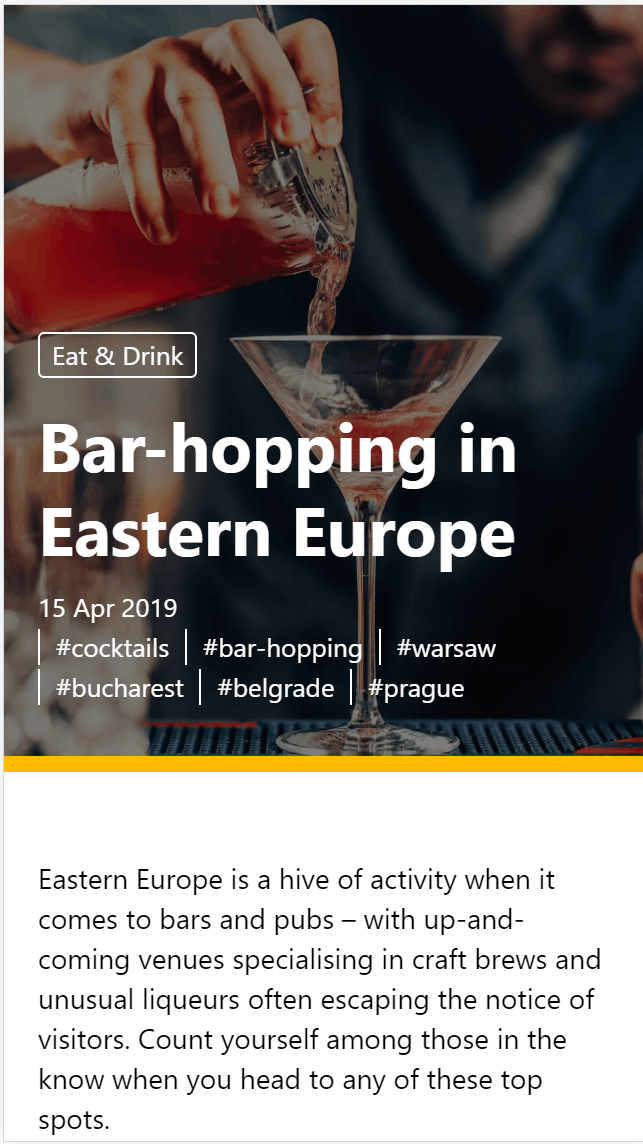 Eat & Drink
Bar-hopping in
Eastern Europe
15 Apr 2019
#cocktails | #bar-hopping | #warsaw
#bucharest | #belgrade | #prague
Eastern Europe is a hive of activity when it
comes to bars and pubs – with up-and-
coming venues specialising in craft brews and
unusual liqueurs often escaping the notice of
visitors. Count yourself among those in the
know when you head to any of these top
spots.